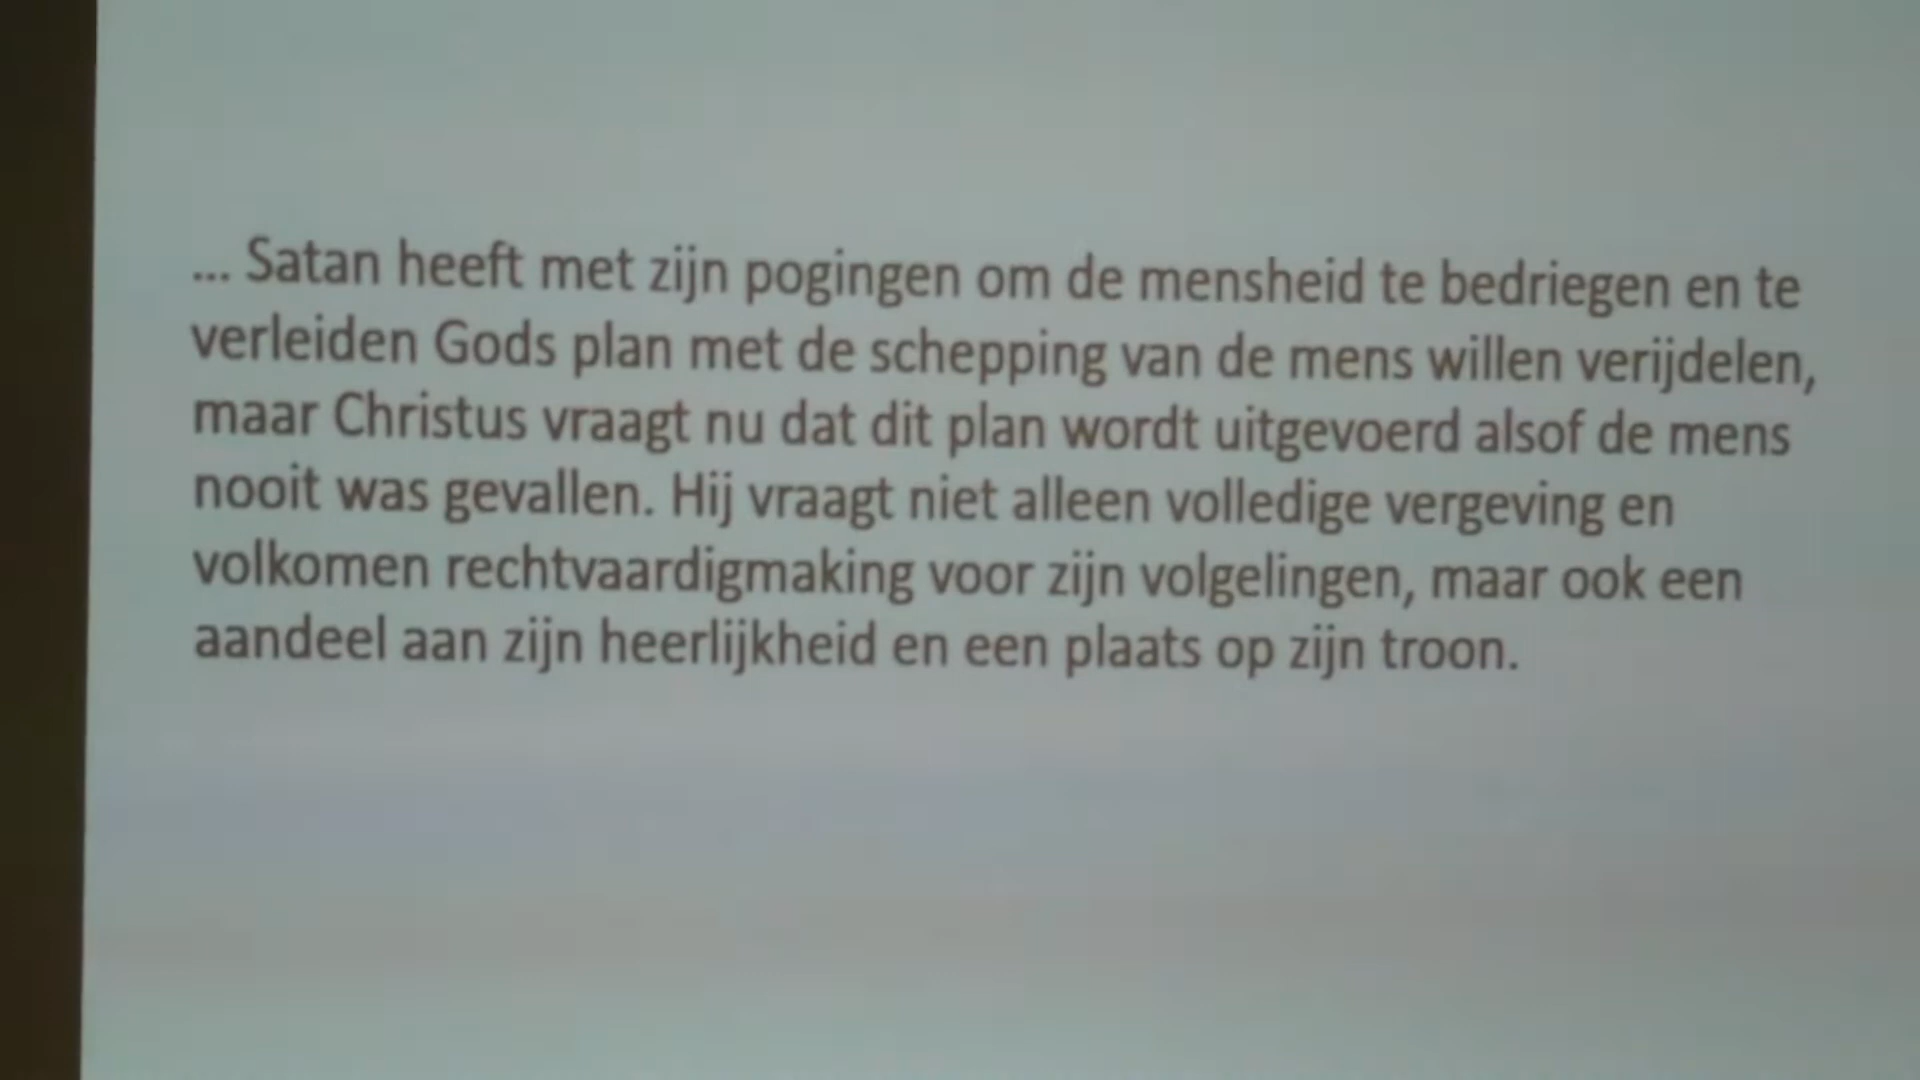 ... Satan heeft met zijn pogingen om de mensheid te bedriegen en te
verleiden Gods plan met de schepping van de mens willen verijdelen,
maar Christus vraagt nu dat dit plan wordt uitgevoerd alsof de mens
nooit was gevallen. Hij vraagt niet alleen volledige vergeving en
volkomen rechtvaardigmaking voor zijn volgelingen, maar ook een
aandeel aan zijn heerlijkheid en een plaats op zijn troon.